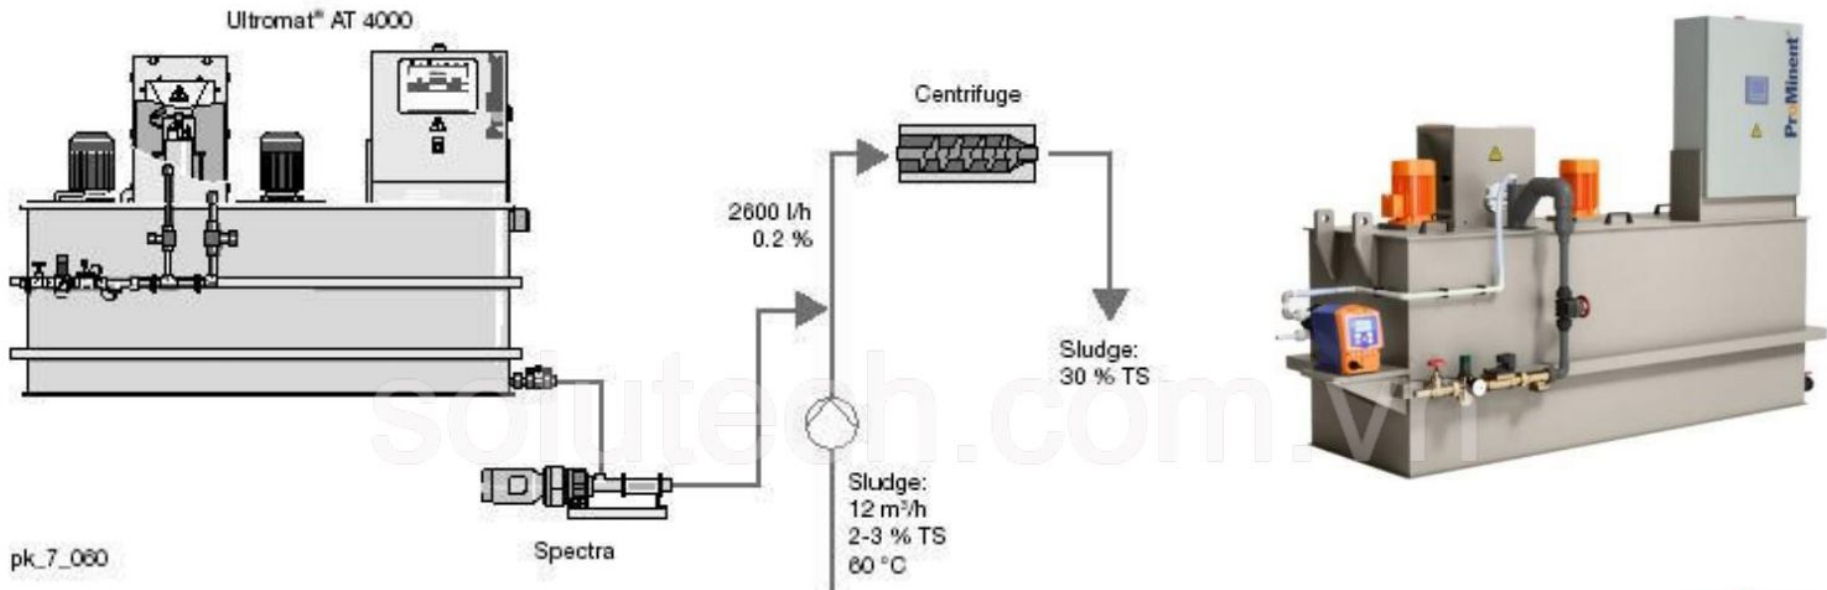 Ultromat® AT 4000
Centrifuge
2600 l/h
0.2 %
Sludge:
30 % TS
Sludge:
12 m³/h
2-3 % TS
60 °C
Spectra
pk_7_060
ProMinent
solutech.com.vn